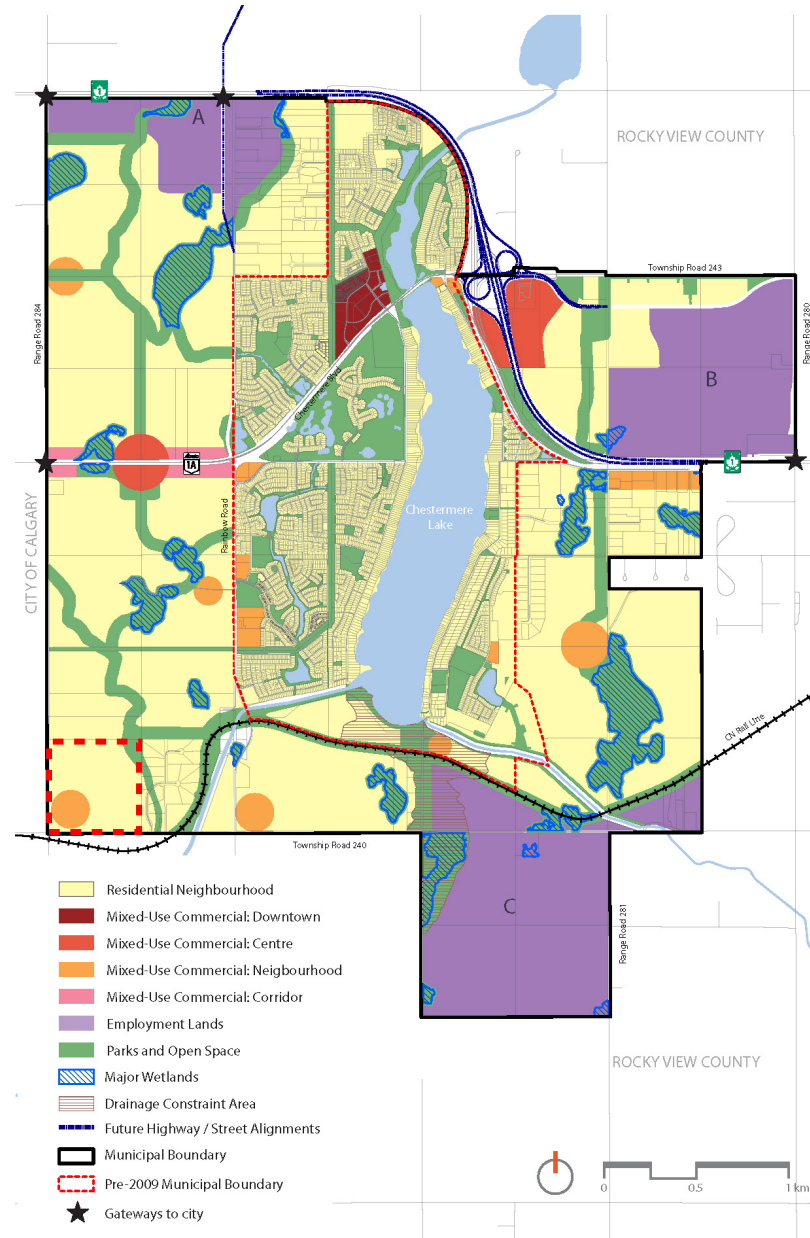 1
A
ROCKY VIEW COUNTY
Township Road 243
Range Road 284
Range Road 280
B
Chestermere Blvd
1A
1
CITY OF CALGARY
Rainbow Road
Chestermere
Lake
CN Rail Line
Township Road 240
C
Range Road 281
Residential Neighbourhood
Mixed-Use Commercial: Downtown
Mixed-Use Commercial: Centre
Mixed-Use Commercial: Neigbourhood
Mixed-Use Commercial: Corridor
Employment Lands
Parks and Open Space
Major Wetlands
Drainage Constraint Area
Future Highway / Street Alignments
Municipal Boundary
Pre-2009 Municipal Boundary
Gateways to city
ROCKY VIEW COUNTY
0 0.5 1 km